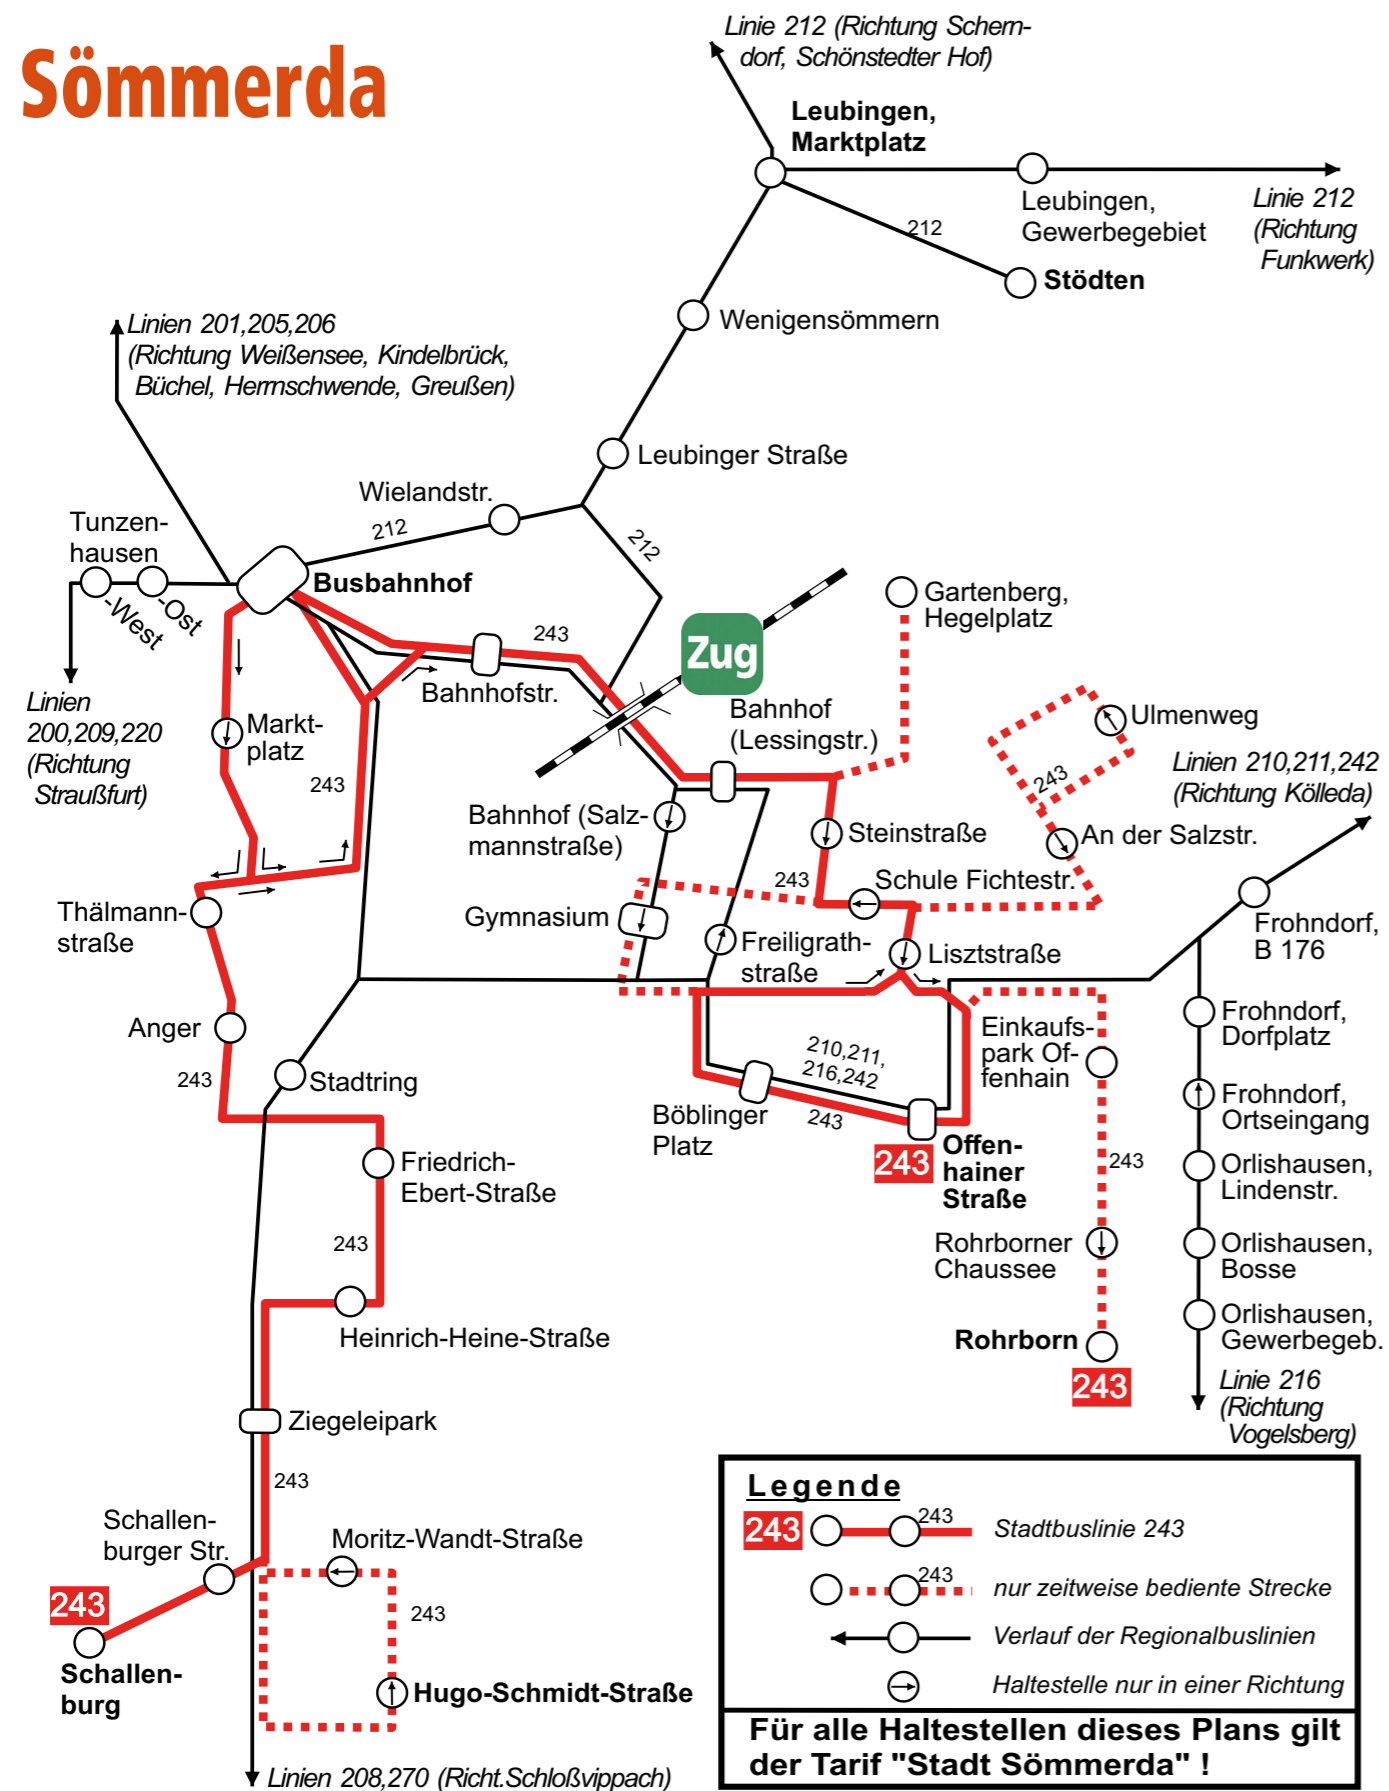 Sömmerda
Linie 212 (Richtung Schern-
dorf, Schönstedter Hof)
Leubingen,
Marktplatz
Leubingen,
Gewerbegebiet
Linie 212
(Richtung
Funkwerk)
212
Stödten
Wenigensömmern
Linien 201,205,206
(Richtung Weißensee, Kindelbrück,
Büchel, Herrnschwende, Greußen)
Leubinger Straße
Wielandstr.
212
212
Tunzen-
hausen
-West
-Ost
Busbahnhof
Gartenberg,
Hegelplatz
243
Zug
Bahnhofstr.
Linien
200,209,220
(Richtung
Straußfurt)
Markt-
platz
243
Bahnhof
(Lessingstr.)
Ulmenweg
243
Linien 210,211,242
(Richtung Kölleda)
Bahnhof (Salz-
mannstraße)
Steinstraße
An der Salzstr.
243
Schule Fichtestr.
Thälmann-
straße
Gymnasium
Freiligrath-
straße
Lisztstraße
Frohndorf,
B 176
Anger
243
Stadtring
210,211,
216,242
243
Böblinger
Platz
Einkaufs-
park Of-
fenhain
Frohndorf,
Dorfplatz
Frohndorf,
Ortseingang
243
Offen-
hainer
Straße
243
Orlishausen,
Lindenstr.
Friedrich-
Ebert-Straße
243
Rohrborner
Chaussee
Orlishausen,
Bosse
Heinrich-Heine-Straße
Rohrborn
243
Orlishausen,
Gewerbegeb.
Linie 216
(Richtung
Vogelsberg)
Ziegeleipark
243
Schallen-
burger Str.
Moritz-Wandt-Straße
243
243
Schallen-
burg
Hugo-Schmidt-Straße
Linien 208,270 (Richt.Schloßvippach)
Legende
243
243
Stadtbuslinie 243
243
nur zeitweise bediente Strecke
Verlauf der Regionalbuslinien
Haltestelle nur in einer Richtung
Für alle Haltestellen dieses Plans gilt
der Tarif "Stadt Sömmerda" !